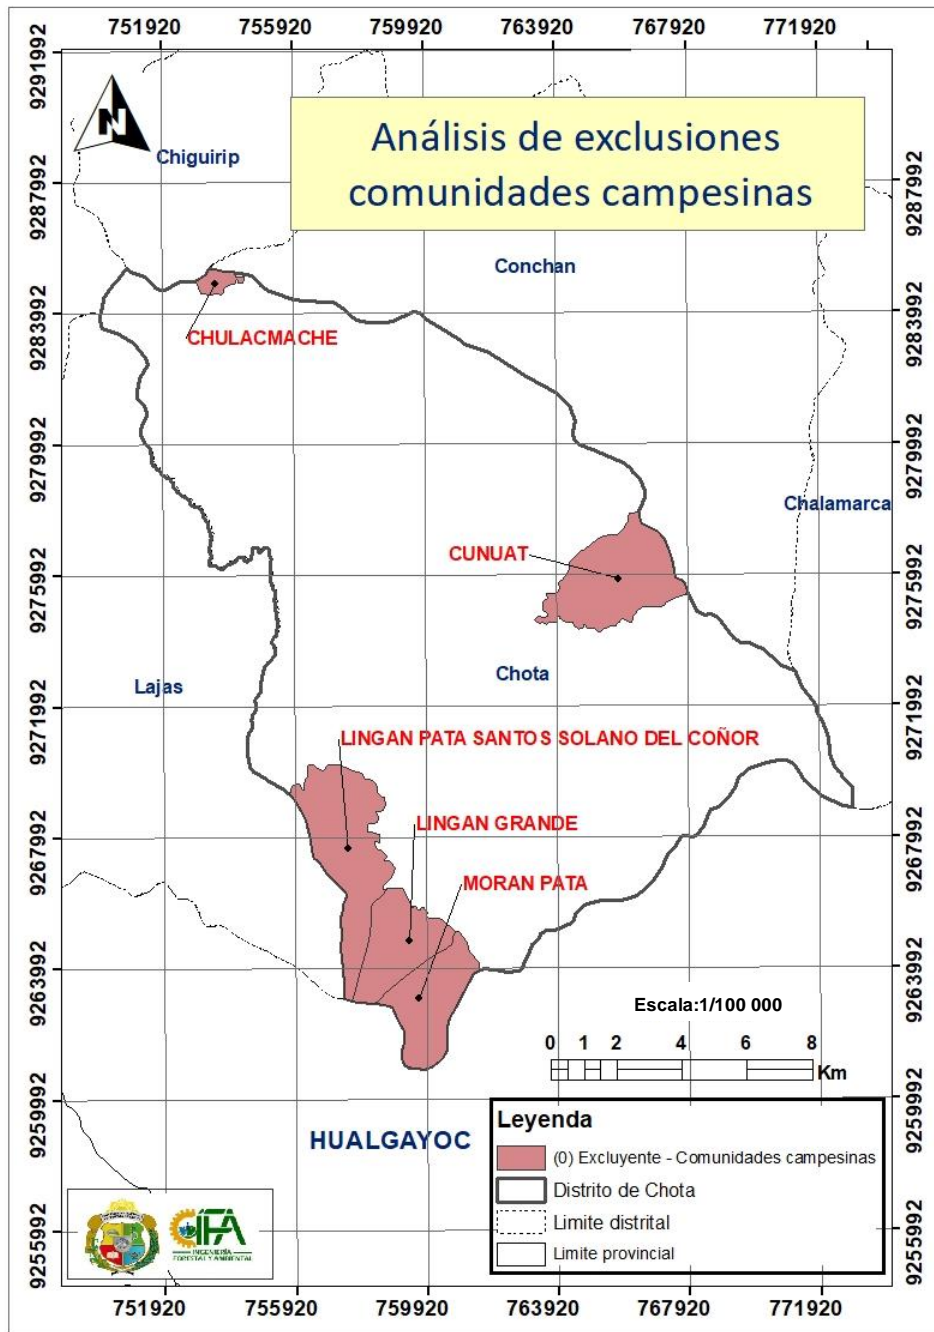 751920 755920 759920 763920 767920 771920
9291992
N
Análisis de exclusiones
comunidades campesinas
Chiguirip
9287992 9287992
Conchan
9283992 9283992
CHULACMACHE
9279992 9279992
Chalamarca
CUNUAT
9275992 9275992
Chota
Lajas
9271992 9271992
LINGAN PATA SANTOS SOLANO DEL COÑOR
LINGAN GRANDE
9267992 9267992
MORAN PATA
9263992 9263992
Escala:1/100 000
0 1 2 4 6 8
Km
9259992 9259992
HUALGAYOC
Leyenda
(0) Excluyente - Comunidades campesinas
Distrito de Chota
Limite distrital
Limite provincial
CIFA
INGENIERÍA
FORESTAL Y AMBIENTAL
9255992 9255992
751920 755920 759920 763920 767920 771920